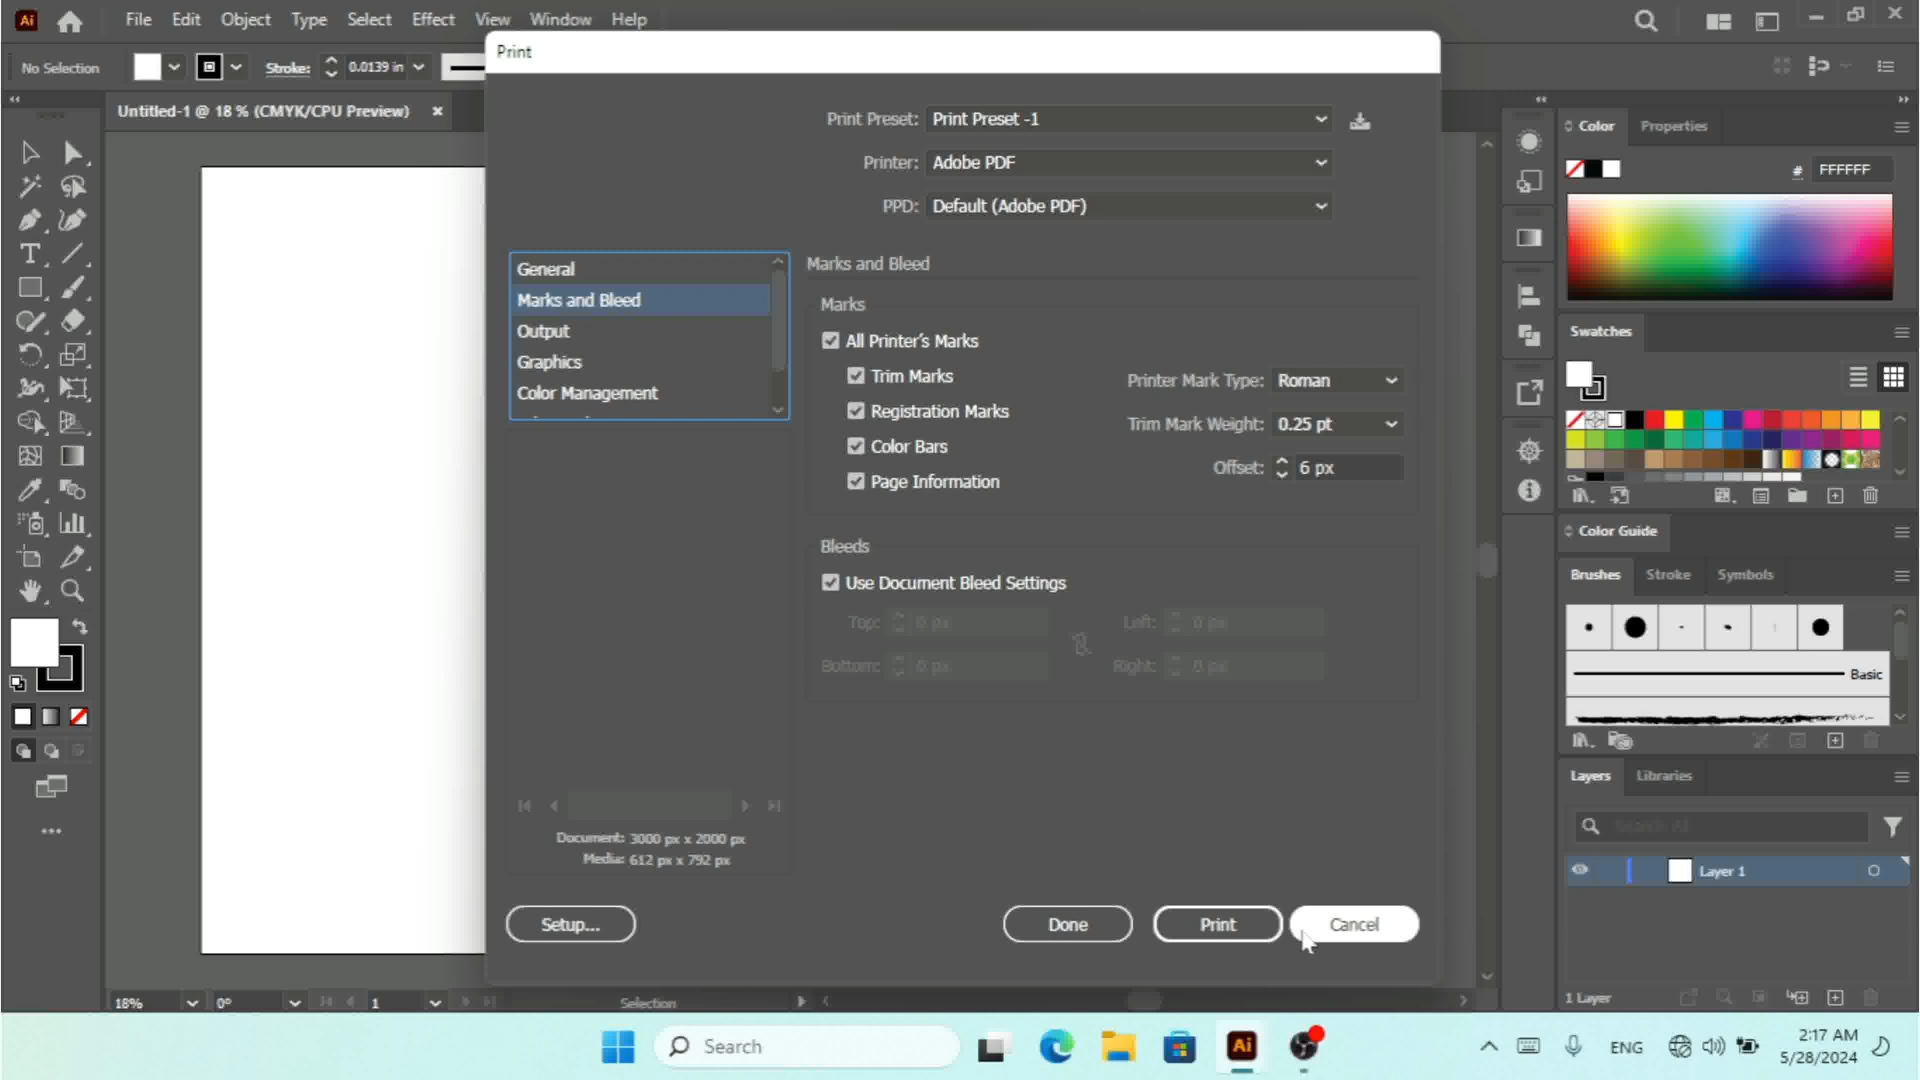 Ai File Edit Object Type Select Effect View Window Help
Print
No Selection Stroke: 0.0139 in
Untitled-1 @ 18 % (CMYK/CPU Preview) ×
Print Preset: Print Preset -1
Printer: Adobe PDF
PPD: Default (Adobe PDF)
General
Marks and Bleed
Output
Graphics
Color Management
Marks and Bleed
Marks
All Printer's Marks
Trim Marks
Registration Marks
Color Bars
Page Information
Printer Mark Type: Roman
Trim Mark Weight: 0.25 pt
Offset: 6 px
Bleeds
Use Document Bleed Settings
Top: 0 px Left: 0 px
Bottom: 0 px Right: 0 px
Document: 3000 px x 2000 px
Media: 612 px x 792 px
Setup... Done Print Cancel
Color Properties
# FFFFFF
Swatches
Color Guide
Brushes Stroke Symbols
Basic
Layers Libraries
Search All
Layer 1
1 Layer
18% 0° 1 Selection
Search
Ai
ENG
2:17 AM
5/28/2024